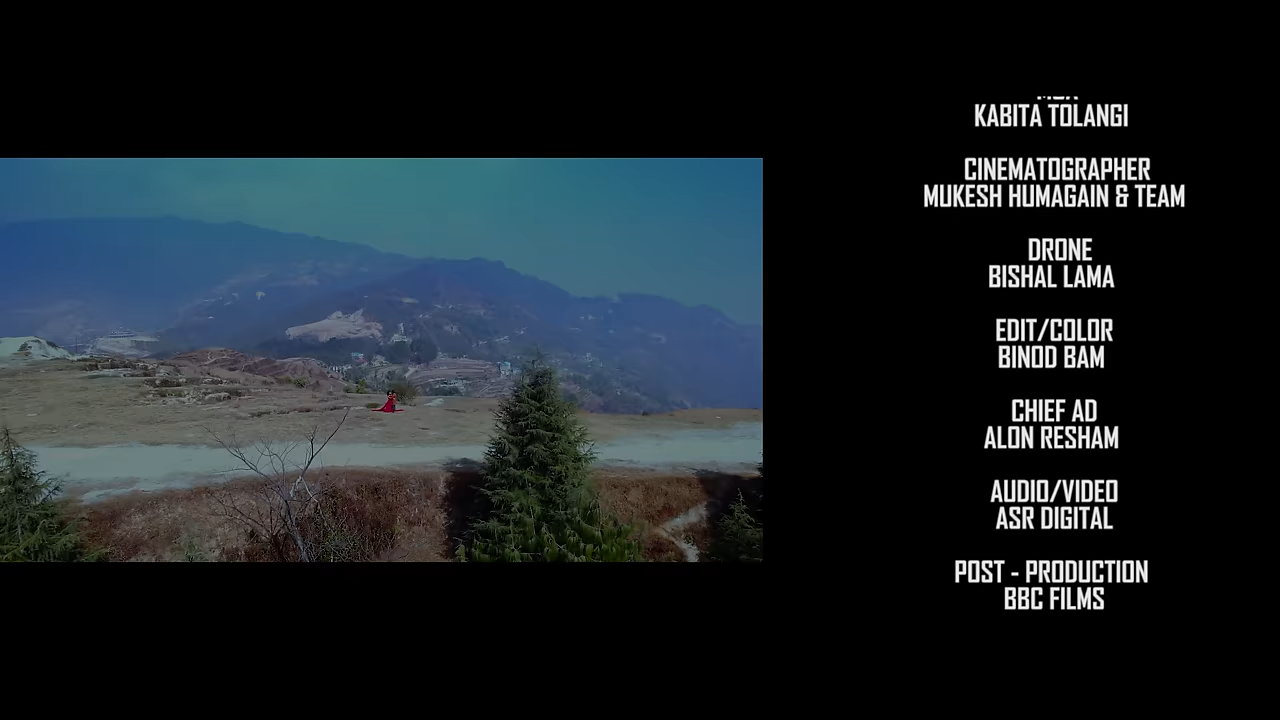 KABITA TOLANGI
CINEMATOGRAPHER
MUKESH HUMAGAIN & TEAM
DRONE
BISHAL LAMA
EDIT/COLOR
BINOD BAM
CHIEF AD
ALON RESHAM
AUDIO/VIDEO
ASR DIGITAL
POST - PRODUCTION
BBC FILMS